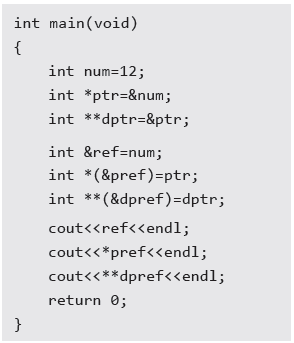 int main(void)
{
    int num=12;
    int *ptr=&num;
    int **dptr=&ptr;
    int &ref=num;
    int *(&pref)=ptr;
    int **(&dpref)=dptr;
    cout<<ref<<endl;
    cout<<*pref<<endl;
    cout<<**dpref<<endl;
    return 0;
}